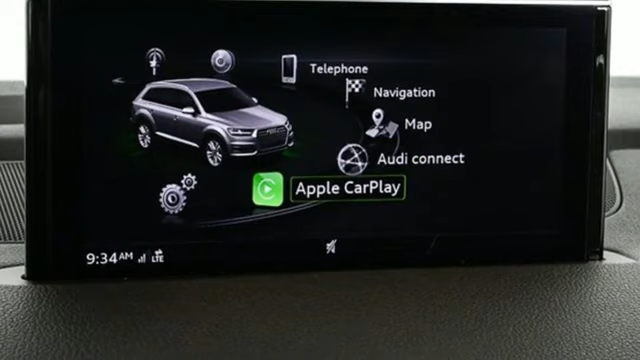 Telephone
Navigation
Map
Audi connect
Apple CarPlay
9:34AM LTE